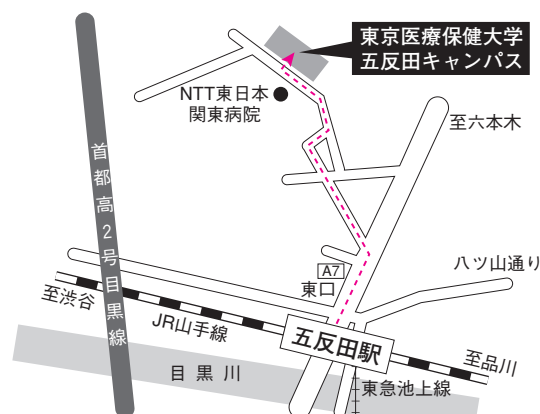 東京医療保健大学
五反田キャンパス
NTT東日本
関東病院
至六本木
首都高2号目黒線
A7
東口
八ツ山通り
至渋谷
JR山手線
五反田駅
至品川
目黒川
東急池上線